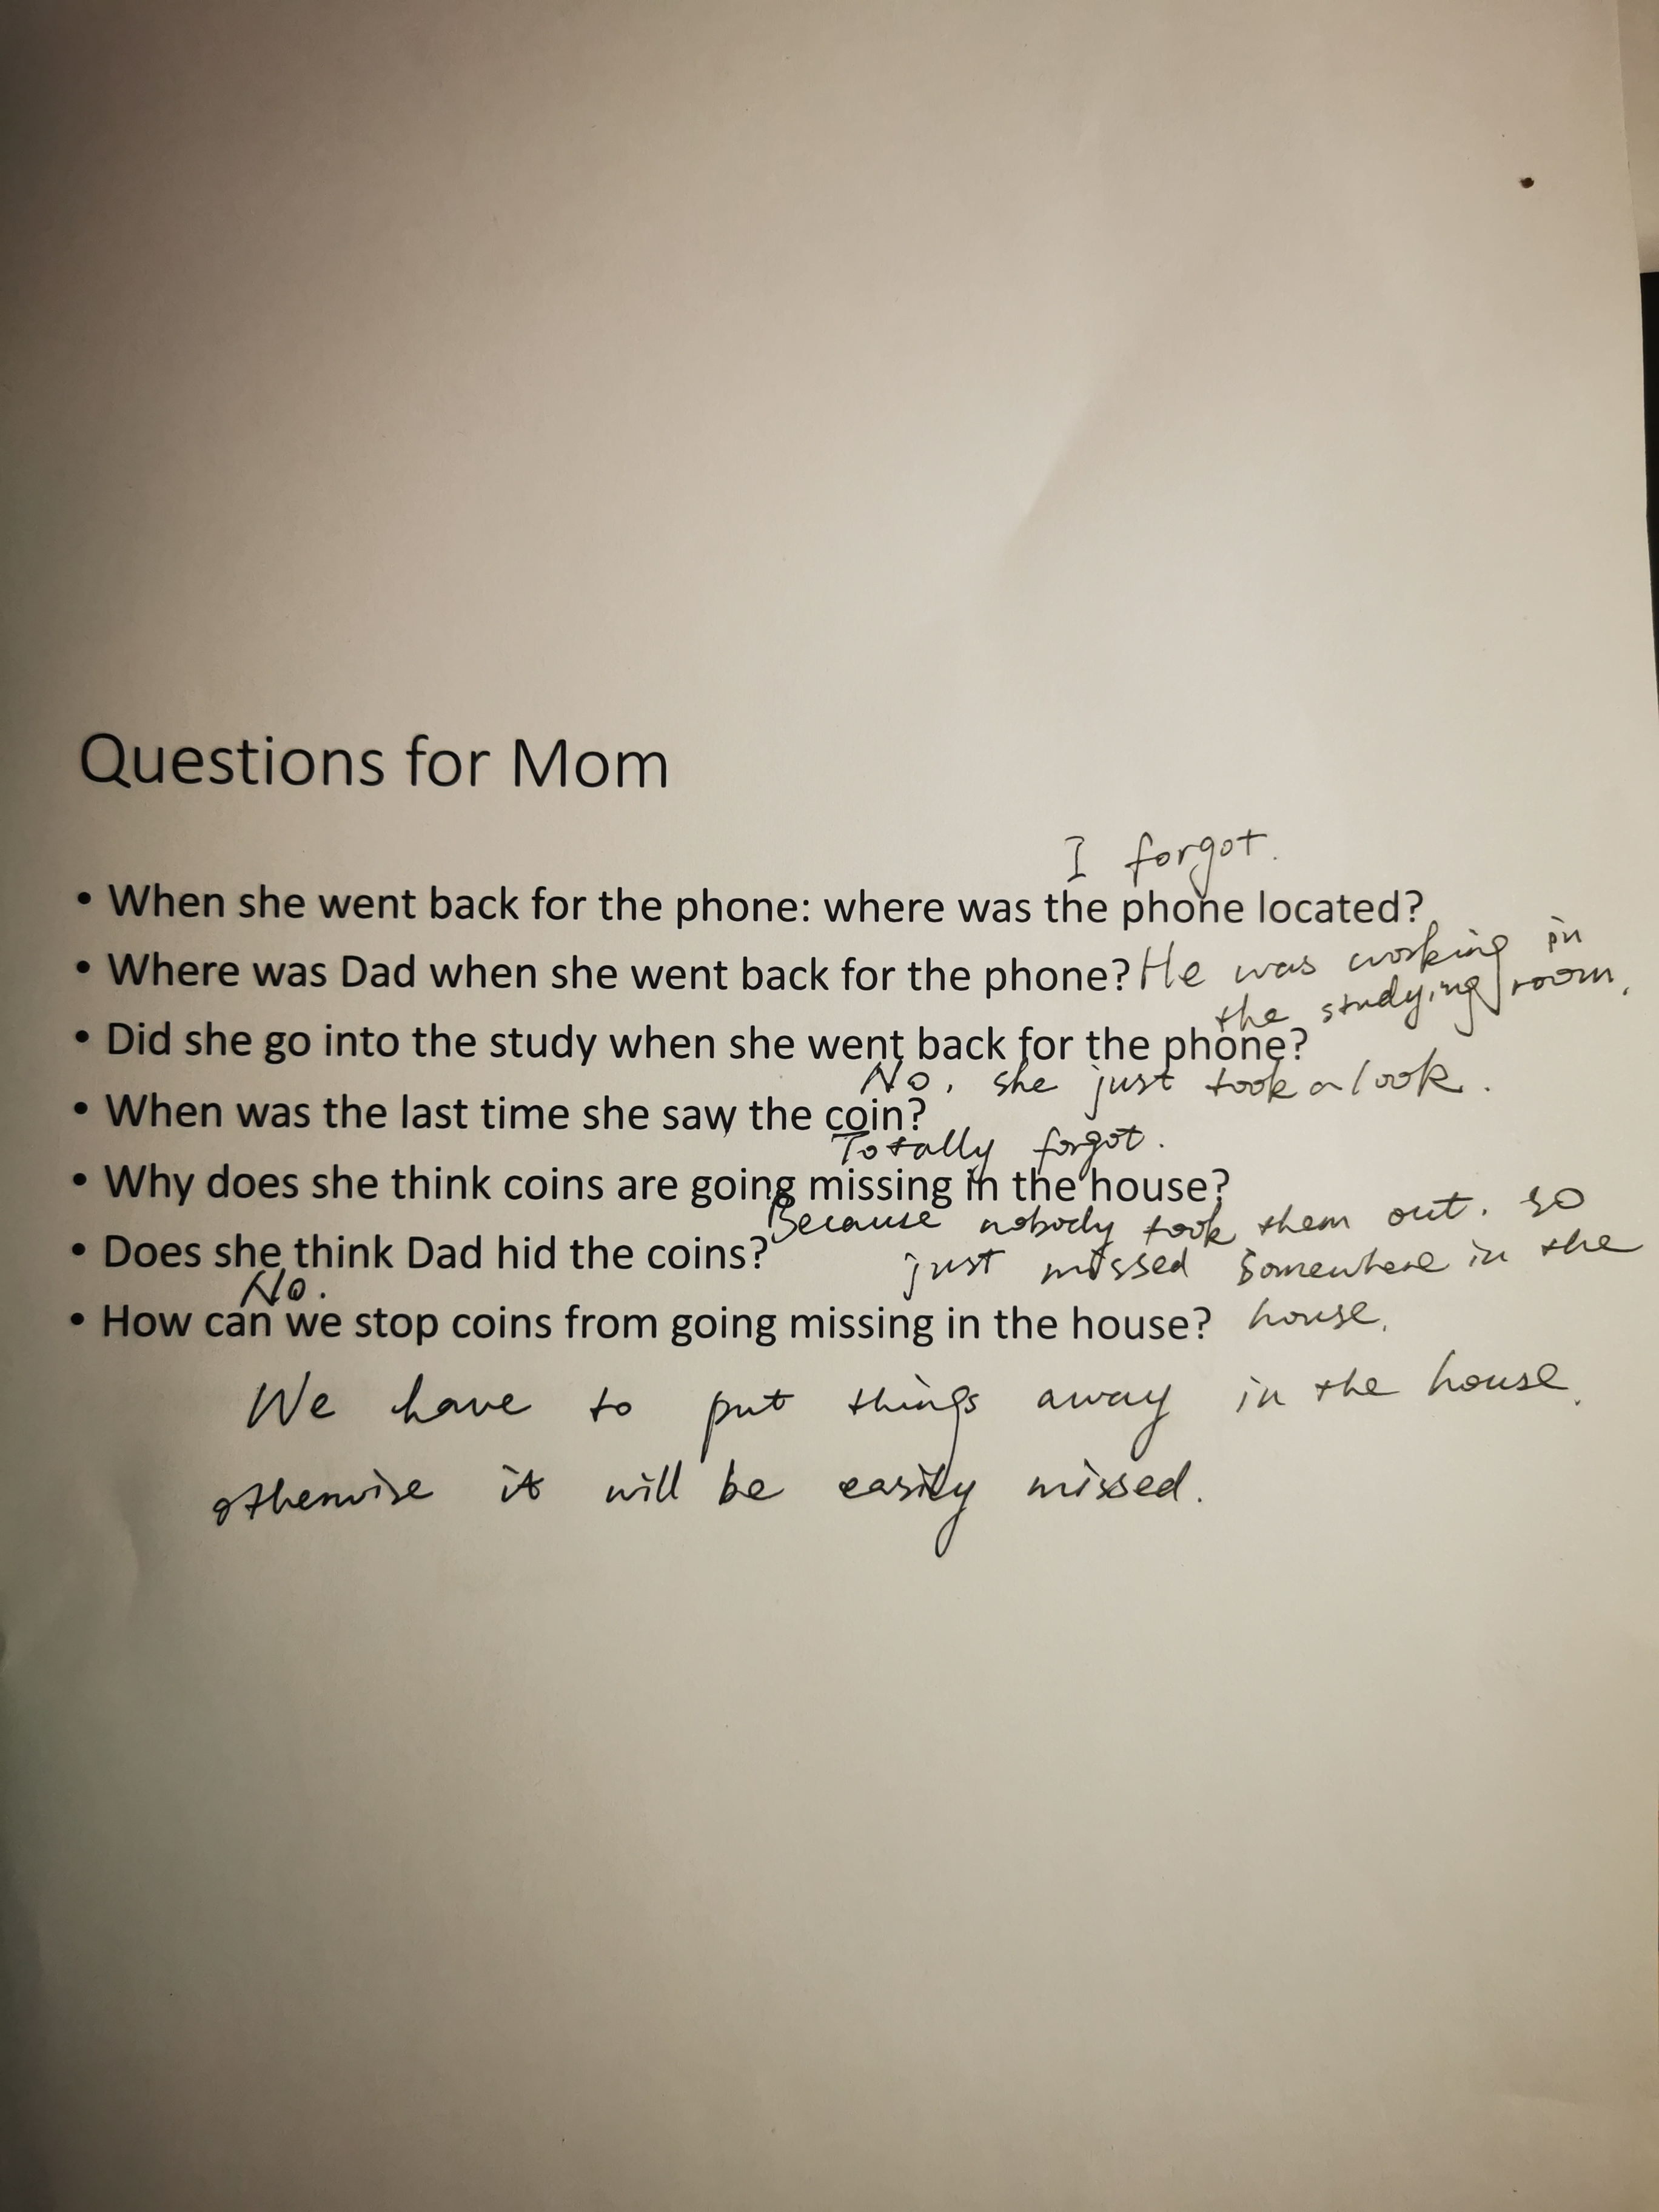 Questions for Mom
I forgot.
• When she went back for the phone: where was the phone located?
• Where was Dad when she went back for the phone? He was working in
the studying room.
• Did she go into the study when she went back for the phone?
No, she just took a look.
• When was the last time she saw the coin?
Totally forgot.
• Why does she think coins are going missing in the house?
Because nobody took them out. so
• Does she think Dad hid the coins?
just missed somewhere in the
No.
• How can we stop coins from going missing in the house? house.
We have to put things away in the house.
otherwise it will be easily missed.